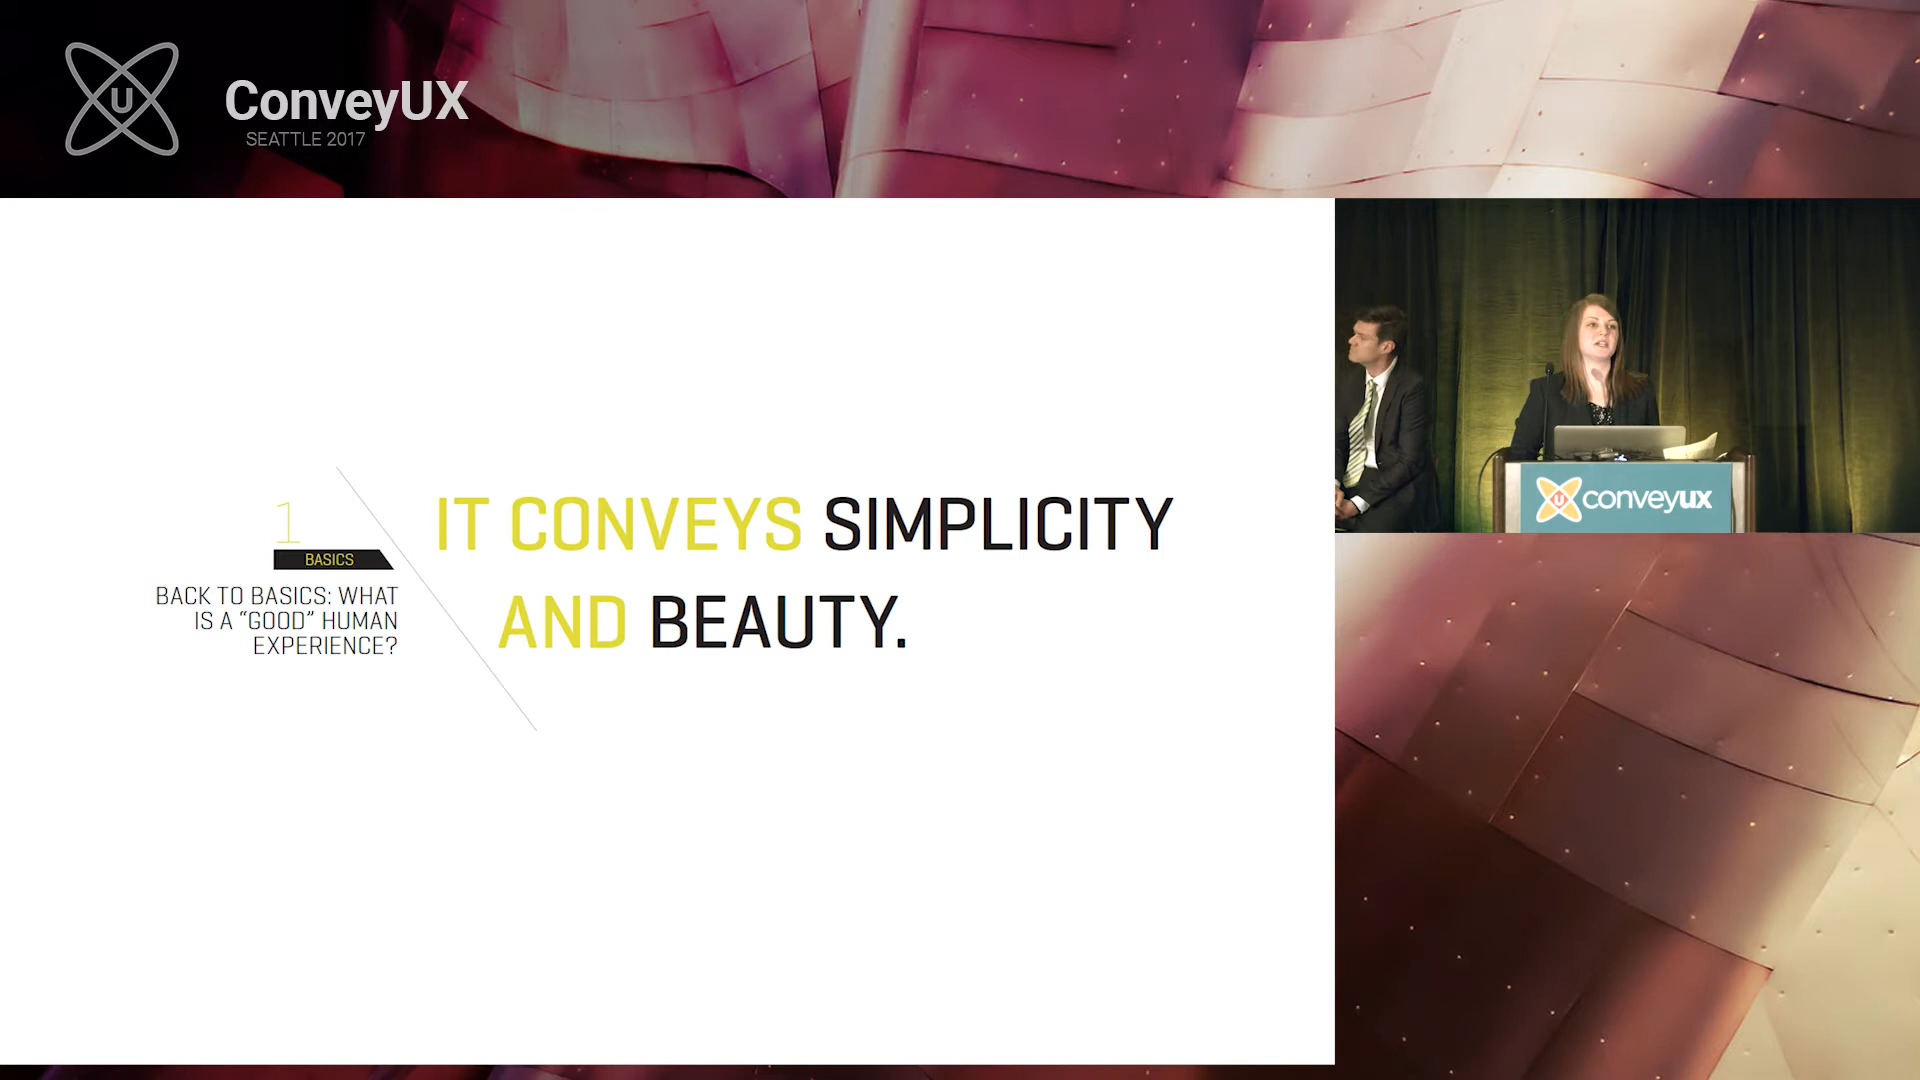 U
ConveyUX
SEATTLE 2017
1
BASICS
BACK TO BASICS: WHAT
IS A “GOOD” HUMAN
EXPERIENCE?
IT CONVEYS SIMPLICITY
AND BEAUTY.
U
conveyux